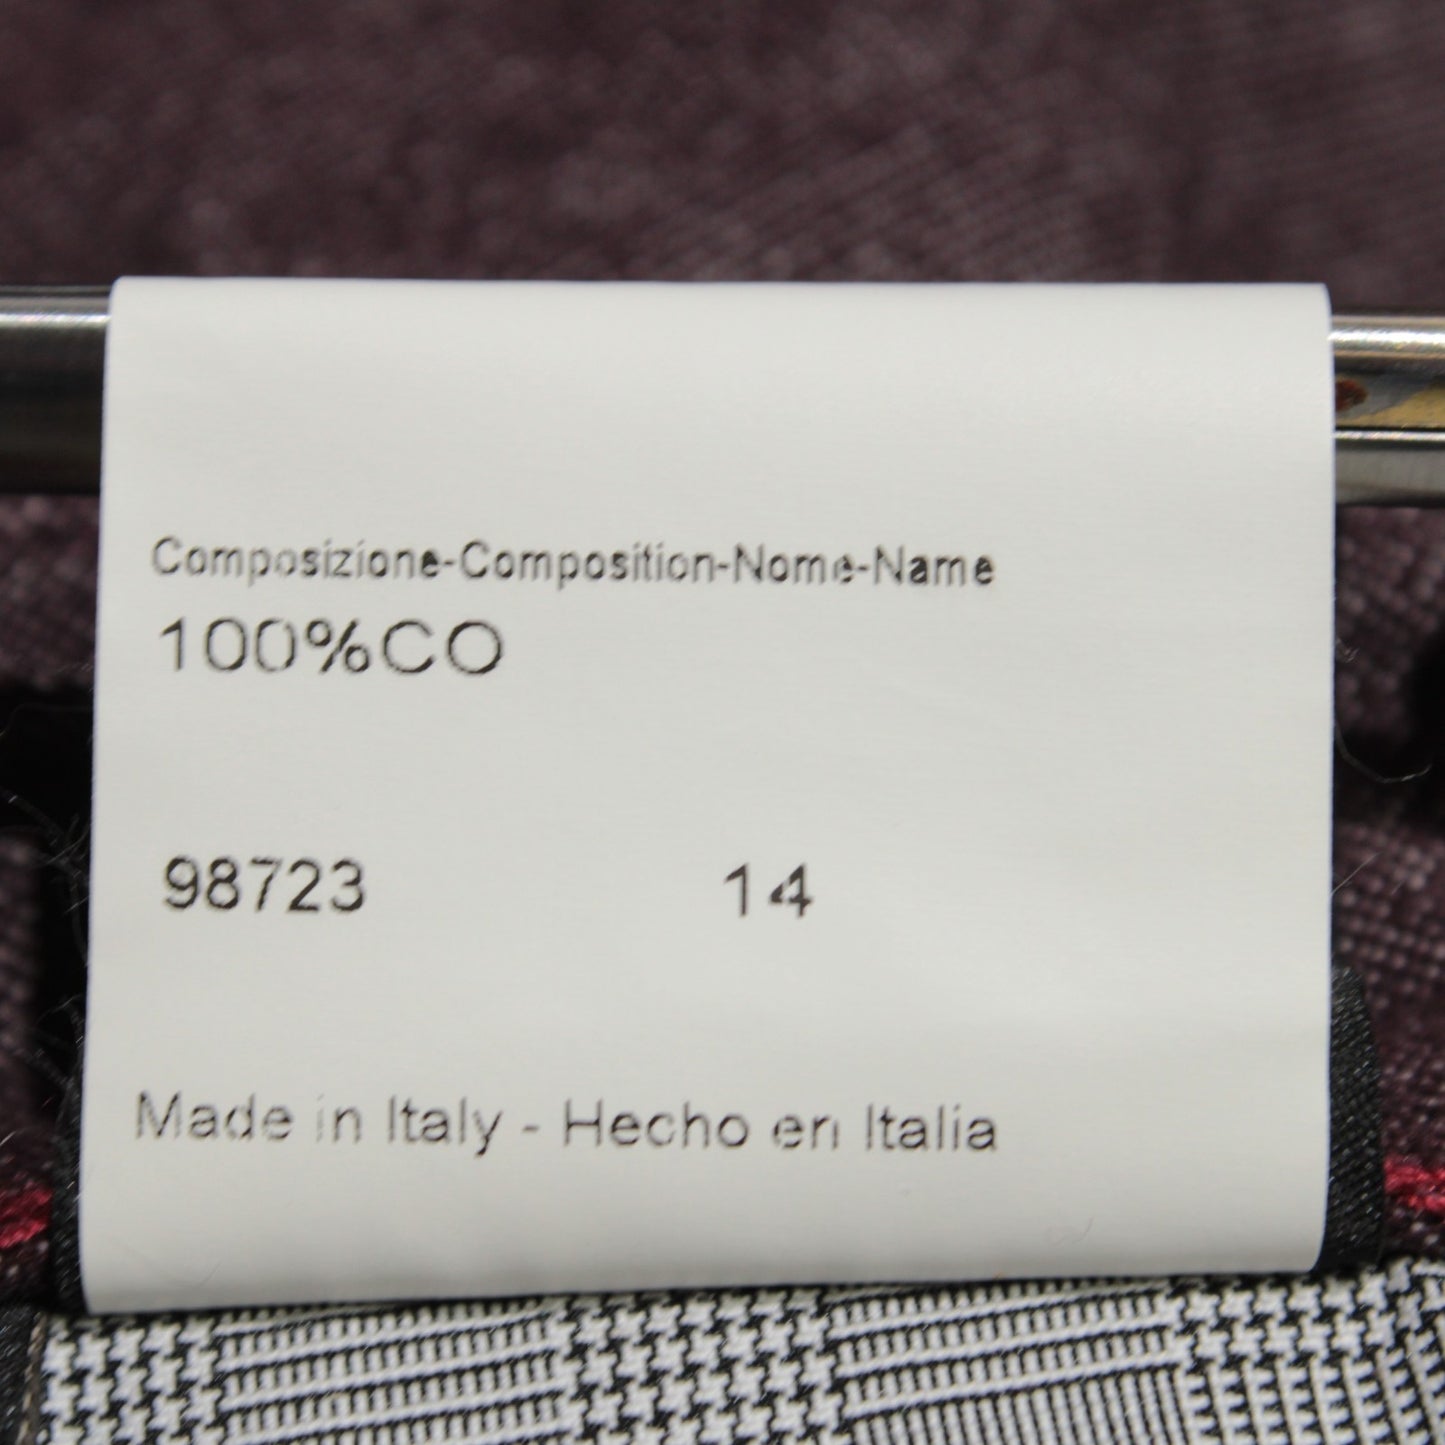 Composizione-Composition-Nome-Name
100%CO
98723 14
Made in Italy - Hecho en Italia